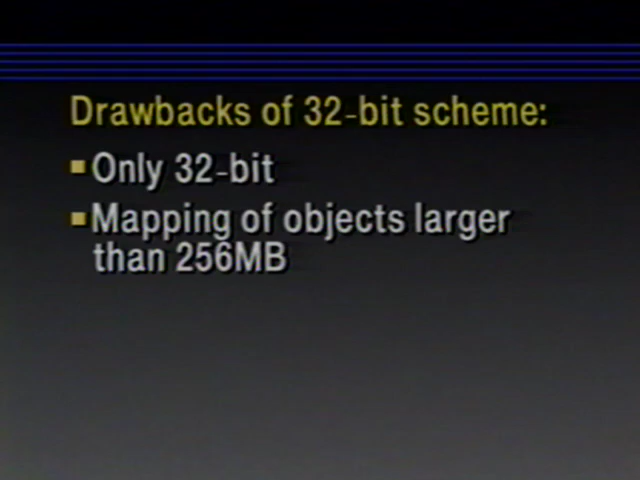 Drawbacks of 32-bit scheme:
Only 32-bit
Mapping of objects larger
than 256MB